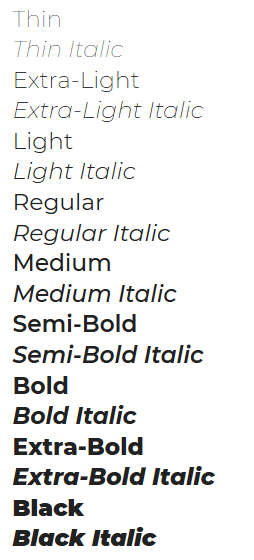 Thin
Thin Italic
Extra-Light
Extra-Light Italic
Light
Light Italic
Regular
Regular Italic
Medium
Medium Italic
Semi-Bold
Semi-Bold Italic
Bold
Bold Italic
Extra-Bold
Extra-Bold Italic
Black
Black Italic